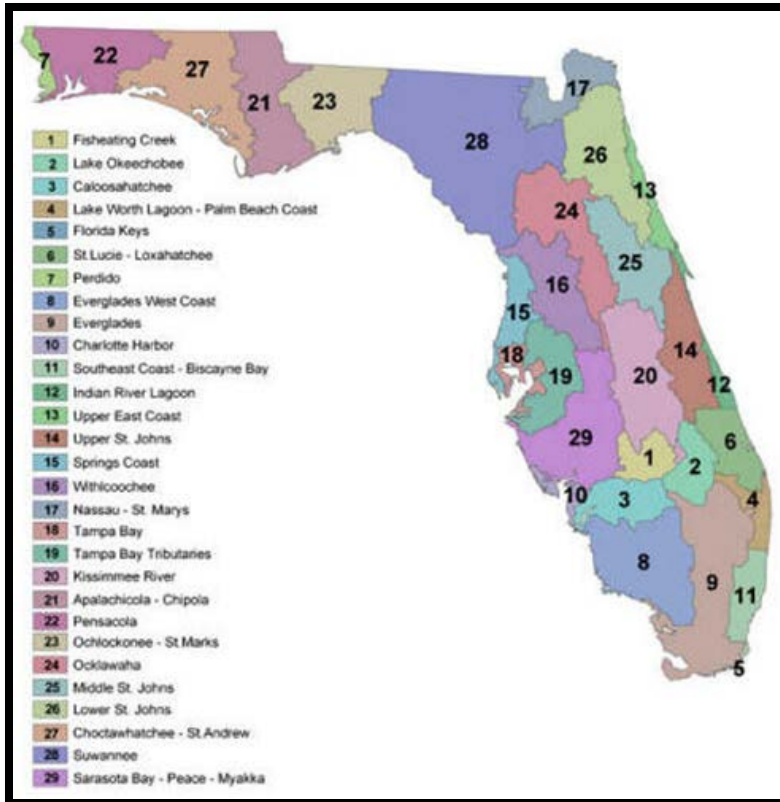 7
22
27
21
23
28
17
26
13
24
25
16
15
18
19
14
12
20
29
1
2
6
10
3
4
8
9
11
5
1 Fisheating Creek
2 Lake Okeechobee
3 Caloosahatchee
4 Lake Worth Lagoon - Palm Beach Coast
5 Florida Keys
6 St.Lucie - Loxahatchee
7 Perdido
8 Everglades West Coast
9 Everglades
10 Charlotte Harbor
11 Southeast Coast - Biscayne Bay
12 Indian River Lagoon
13 Upper East Coast
14 Upper St. Johns
15 Springs Coast
16 Withlcoochee
17 Nassau - St. Marys
18 Tampa Bay
19 Tampa Bay Tributaries
20 Kissimmee River
21 Apalachicola - Chipola
22 Pensacola
23 Ochlockonee - St.Marks
24 Ocklawaha
25 Middle St. Johns
26 Lower St. Johns
27 Choctawhatchee - St.Andrew
28 Suwannee
29 Sarasota Bay - Peace - Myakka